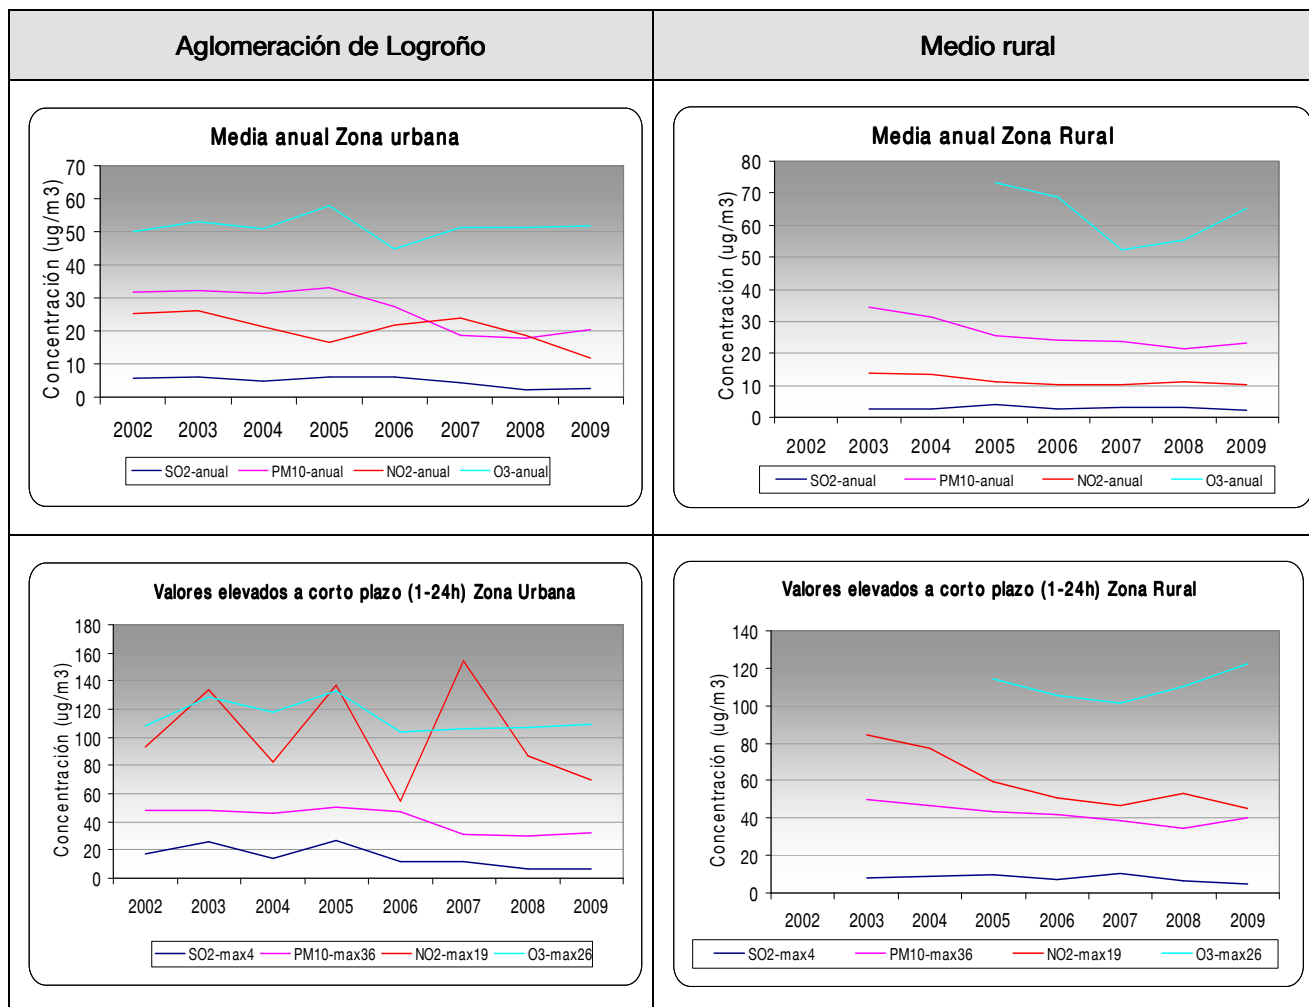 Aglomeración de Logroño
Medio rural
Media anual Zona urbana
Concentración (ug/m3)
70
60
50
40
30
20
10
0
2002 2003 2004 2005 2006 2007 2008 2009
SO2-anual PM10-anual NO2-anual O3-anual
Media anual Zona Rural
Concentración (ug/m3)
80
70
60
50
40
30
20
10
0
2002 2003 2004 2005 2006 2007 2008 2009
SO2-anual PM10-anual NO2-anual O3-anual
Valores elevados a corto plazo (1-24h) Zona Urbana
Concentración (ug/m3)
180
160
140
120
100
80
60
40
20
0
2002 2003 2004 2005 2006 2007 2008 2009
SO2-max4 PM10-max36 NO2-max19 O3-max26
Valores elevados a corto plazo (1-24h) Zona Rural
Concentración (ug/m3)
140
120
100
80
60
40
20
0
2002 2003 2004 2005 2006 2007 2008 2009
SO2-max4 PM10-max36 NO2-max19 O3-max26